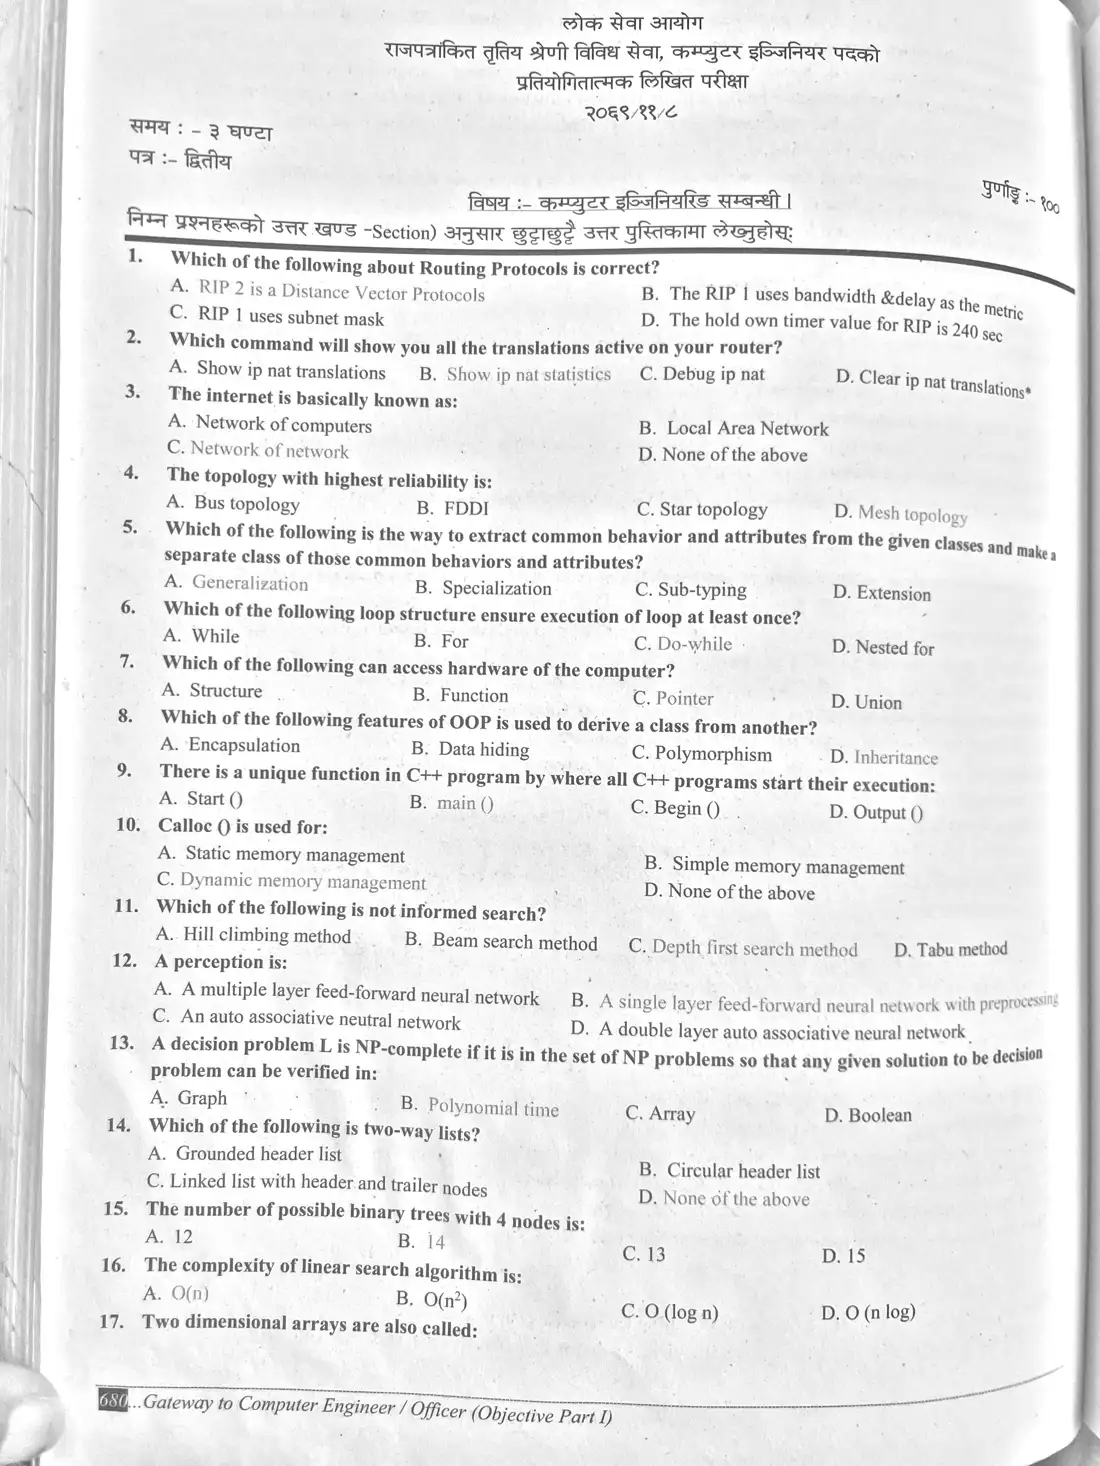 लोक सेवा आयोग
राजपत्रांकित तृतिय श्रेणी विविध सेवा, कम्प्युटर इञ्जिनियर पदको
प्रतियोगितात्मक लिखित परीक्षा
२०६९/११/८
समय : - ३ घण्टा
पत्र :- द्वितीय
पुर्णाङ्क :- १००
विषय :- कम्प्युटर इञ्जिनियरिङ सम्बन्धी ।
निम्न प्रश्नहरूको उत्तर खण्ड -Section) अनुसार छुट्टाछुट्टै उत्तर पुस्तिकामा लेख्नुहोस्:
1. Which of the following about Routing Protocols is correct?
A. RIP 2 is a Distance Vector Protocols B. The RIP 1 uses bandwidth &delay as the metric
C. RIP 1 uses subnet mask D. The hold own timer value for RIP is 240 sec
2. Which command will show you all the translations active on your router?
A. Show ip nat translations B. Show ip nat statistics C. Debug ip nat D. Clear ip nat translations*
3. The internet is basically known as:
A. Network of computers B. Local Area Network
C. Network of network D. None of the above
4. The topology with highest reliability is:
A. Bus topology B. FDDI C. Star topology D. Mesh topology
5. Which of the following is the way to extract common behavior and attributes from the given classes and make a
separate class of those common behaviors and attributes?
A. Generalization B. Specialization C. Sub-typing D. Extension
6. Which of the following loop structure ensure execution of loop at least once?
A. While B. For C. Do-while D. Nested for
7. Which of the following can access hardware of the computer?
A. Structure B. Function C. Pointer D. Union
8. Which of the following features of OOP is used to derive a class from another?
A. Encapsulation B. Data hiding C. Polymorphism D. Inheritance
9. There is a unique function in C++ program by where all C++ programs start their execution:
A. Start () B. main () C. Begin () D. Output ()
10. Calloc () is used for:
A. Static memory management B. Simple memory management
C. Dynamic memory management D. None of the above
11. Which of the following is not informed search?
A. Hill climbing method B. Beam search method C. Depth first search method D. Tabu method
12. A perception is:
A. A multiple layer feed-forward neural network B. A single layer feed-forward neural network with preprocessing
C. An auto associative neutral network D. A double layer auto associative neural network
13. A decision problem L is NP-complete if it is in the set of NP problems so that any given solution to be decision
problem can be verified in:
A. Graph B. Polynomial time C. Array D. Boolean
14. Which of the following is two-way lists?
A. Grounded header list B. Circular header list
C. Linked list with header and trailer nodes D. None of the above
15. The number of possible binary trees with 4 nodes is:
A. 12 B. 14 C. 13 D. 15
16. The complexity of linear search algorithm is:
A. O(n) B. O(n²) C. O (log n) D. O (n log)
17. Two dimensional arrays are also called:
680...Gateway to Computer Engineer / Officer (Objective Part I)